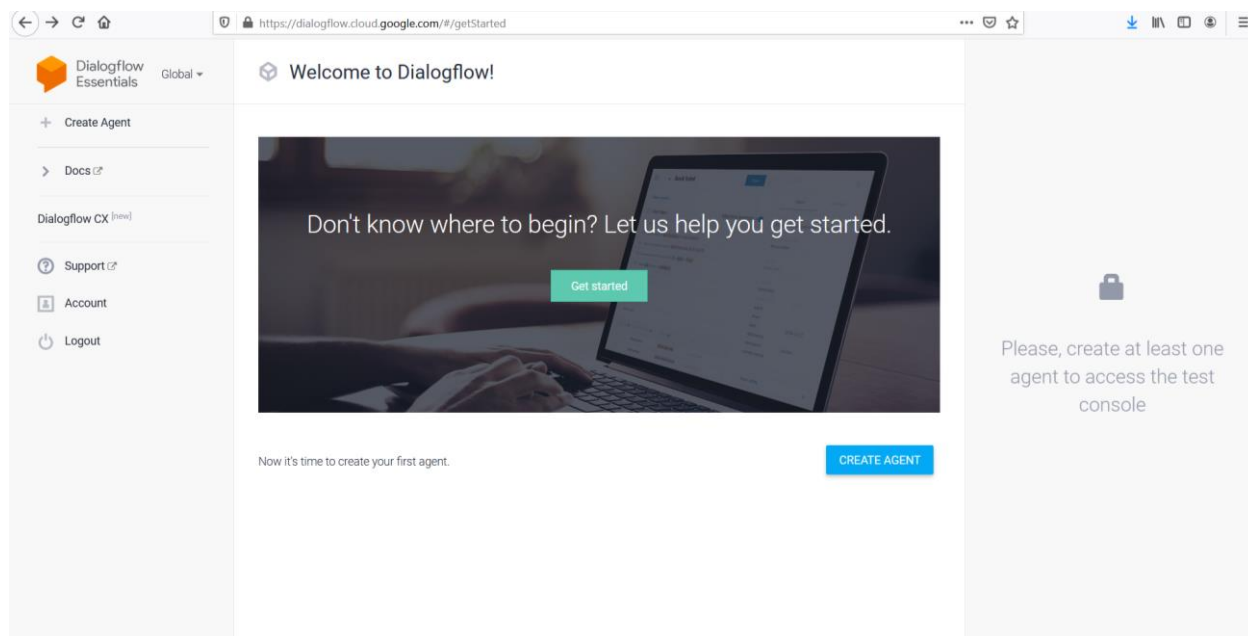 https://dialogflow.cloud.google.com/#/getStarted
Dialogflow
Essentials
Global
Create Agent
Docs
Dialogflow CX [new]
Support
Account
Logout
Welcome to Dialogflow!
Don't know where to begin? Let us help you get started.
Get started
Now it's time to create your first agent.
CREATE AGENT
Please, create at least one
agent to access the test
console